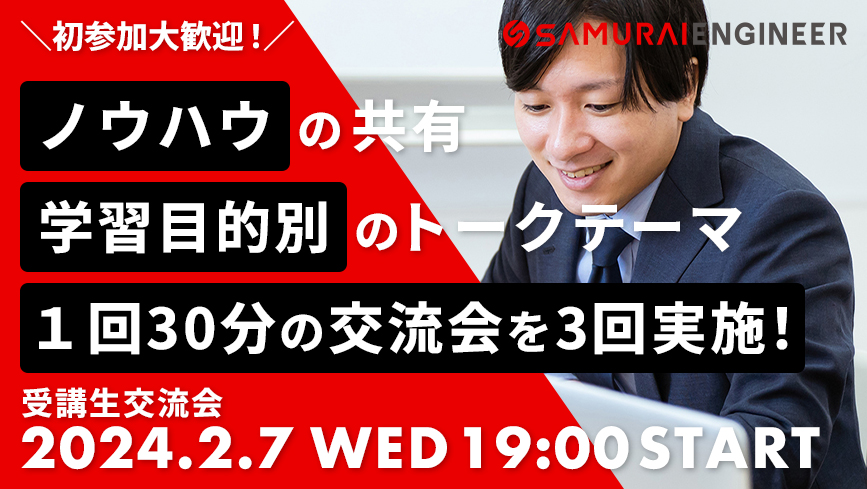 ＼初参加大歓迎！／
SAMURAIENGINEER
ノウハウの共有
学習目的別のトークテーマ
１回30分の交流会を3回実施！
受講生交流会
2024.2.7 WED 19:00 START